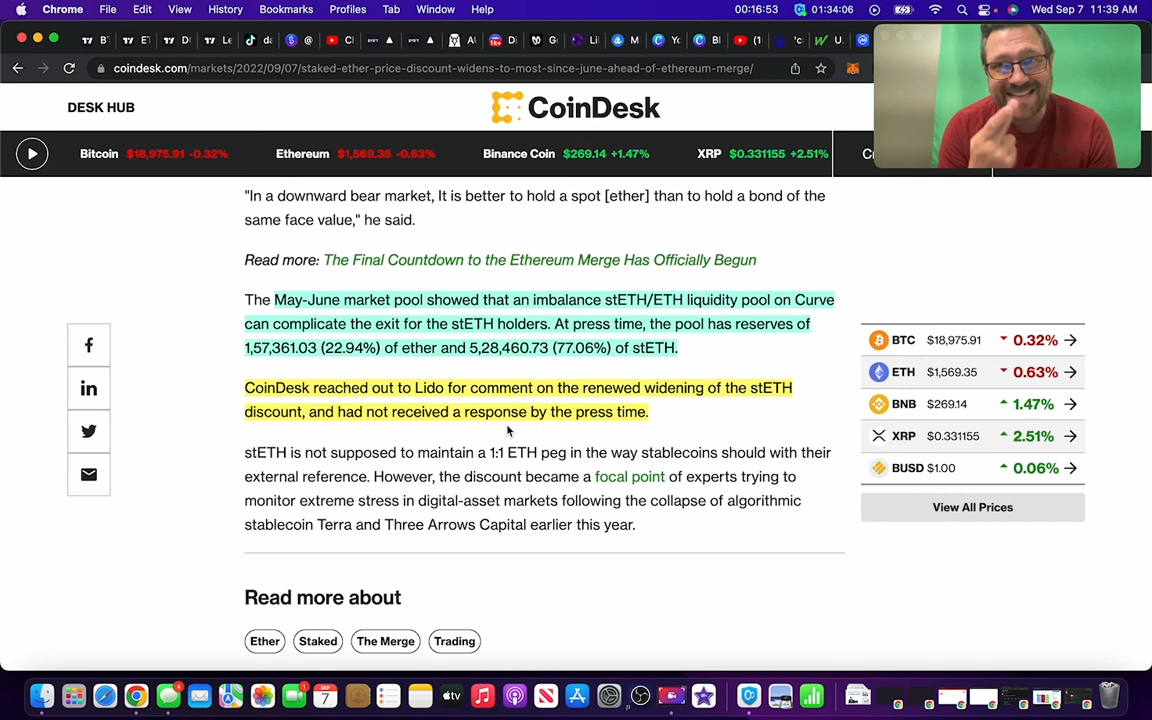 Chrome File Edit View History Bookmarks Profiles Tab Window Help 00:16:53 01:34:06 Wed Sep 7 11:39 AM
coindesk.com/markets/2022/09/07/staked-ether-price-discount-widens-to-most-since-june-ahead-of-ethereum-merge/
DESK HUB
CoinDesk
Bitcoin $18,975.91 -0.32% Ethereum $1,569.35 -0.63% Binance Coin $269.14 +1.47% XRP $0.331155 +2.51%
"In a downward bear market, It is better to hold a spot [ether] than to hold a bond of the
same face value," he said.
Read more: The Final Countdown to the Ethereum Merge Has Officially Begun
The May-June market pool showed that an imbalance stETH/ETH liquidity pool on Curve
can complicate the exit for the stETH holders. At press time, the pool has reserves of
1,57,361.03 (22.94%) of ether and 5,28,460.73 (77.06%) of stETH.
CoinDesk reached out to Lido for comment on the renewed widening of the stETH
discount, and had not received a response by the press time.
stETH is not supposed to maintain a 1:1 ETH peg in the way stablecoins should with their
external reference. However, the discount became a focal point of experts trying to
monitor extreme stress in digital-asset markets following the collapse of algorithmic
stablecoin Terra and Three Arrows Capital earlier this year.
BTC $18,975.91 0.32%
ETH $1,569.35 0.63%
BNB $269.14 1.47%
XRP $0.331155 2.51%
BUSD $1.00 0.06%
View All Prices
Read more about
Ether Staked The Merge Trading